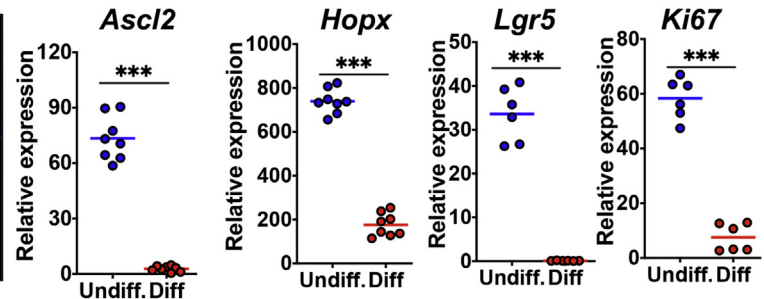 Ascl2
Relative expression
120
90
60
30
0
***
Undiff. Diff
Hopx
Relative expression
1000
800
600
400
200
0
***
Undiff. Diff
Lgr5
Relative expression
50
40
30
20
10
0
***
Undiff. Diff
Ki67
Relative expression
80
60
40
20
0
***
Undiff. Diff